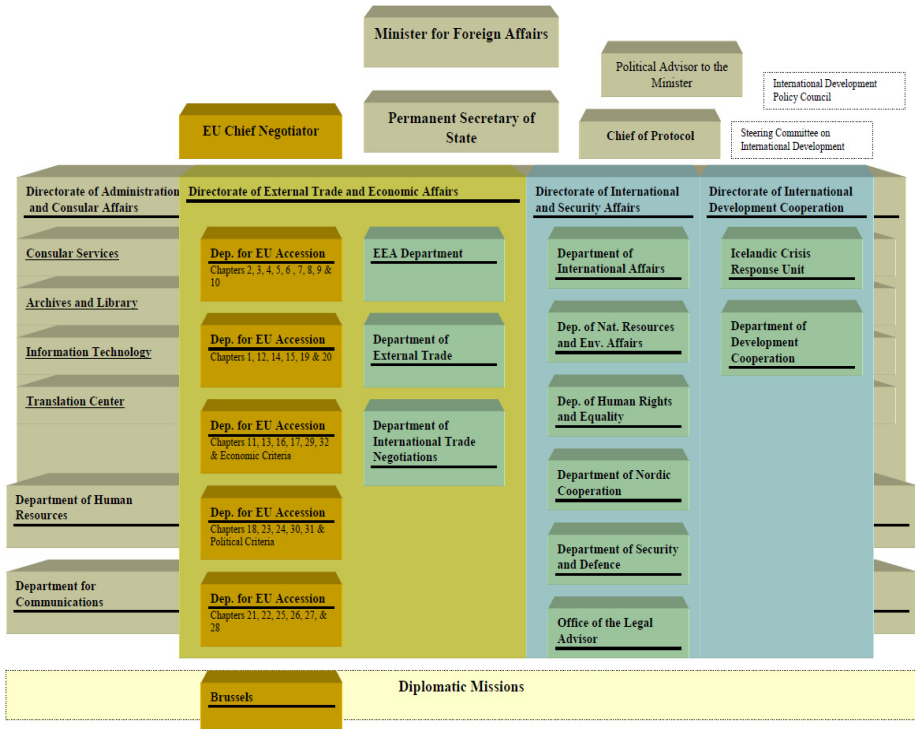 Minister for Foreign Affairs
Political Advisor to the
Minister
International Development
Policy Council
EU Chief Negotiator
Permanent Secretary of
State
Chief of Protocol
Steering Committee on
International Development
Directorate of Administration
and Consular Affairs
Consular Services
Archives and Library
Information Technology
Translation Center
Department of Human
Resources
Department for
Communications
Directorate of External Trade and Economic Affairs
Dep. for EU Accession
Chapters 2, 3, 4, 5, 6 , 7, 8, 9 &
10
Dep. for EU Accession
Chapters 1, 12, 14, 15, 19 & 20
Dep. for EU Accession
Chapters 11, 13, 16, 17, 29, 32
& Economic Criteria
Dep. for EU Accession
Chapters 18, 23, 24, 30, 31 &
Political Criteria
Dep. for EU Accession
Chapters 21, 22, 25, 26, 27, &
28
EEA Department
Department of
External Trade
Department of
International Trade
Negotiations
Directorate of International
and Security Affairs
Department of
International Affairs
Dep. of Nat. Resources
and Env. Affairs
Dep. of Human Rights
and Equality
Department of Nordic
Cooperation
Department of Security
and Defence
Office of the Legal
Advisor
Directorate of International
Development Cooperation
Icelandic Crisis
Response Unit
Department of
Development
Cooperation
Diplomatic Missions
Brussels